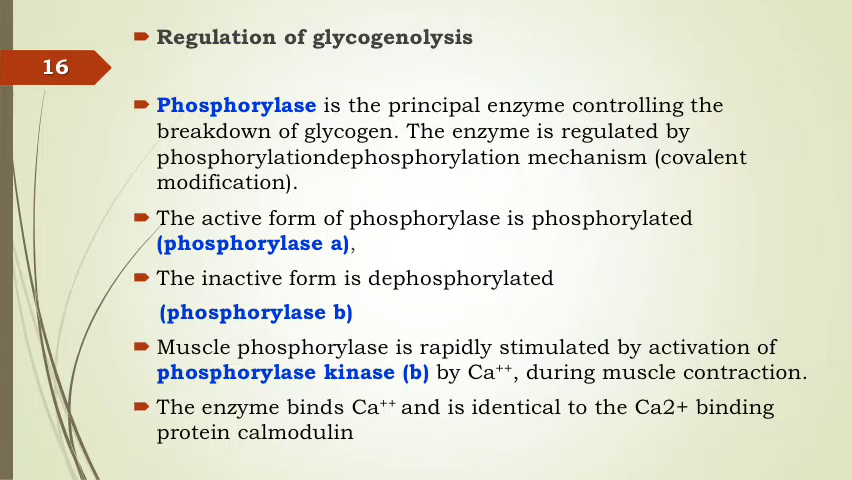 Regulation of glycogenolysis
16
Phosphorylase is the principal enzyme controlling the
breakdown of glycogen. The enzyme is regulated by
phosphorylationdephosphorylation mechanism (covalent
modification).
The active form of phosphorylase is phosphorylated
(phosphorylase a),
The inactive form is dephosphorylated
(phosphorylase b)
Muscle phosphorylase is rapidly stimulated by activation of
phosphorylase kinase (b) by Ca⁺⁺, during muscle contraction.
The enzyme binds Ca⁺⁺ and is identical to the Ca2+ binding
protein calmodulin